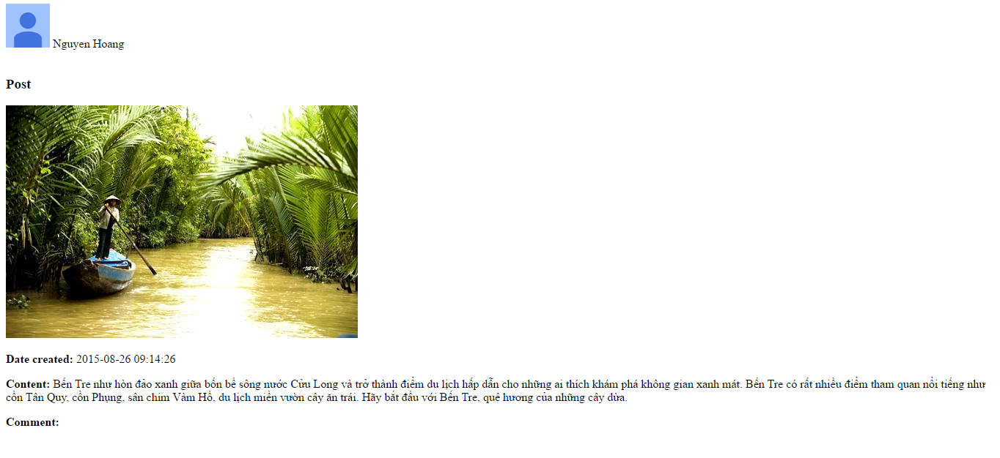 Nguyen Hoang
Post
Date created: 2015-08-26 09:14:26
Content: Bến Tre như hòn đảo xanh giữa bốn bề sông nước Cửu Long và trở thành điểm du lịch hấp dẫn cho những ai thích khám phá không gian xanh mát. Bến Tre có rất nhiều điểm tham quan nổi tiếng như
cồn Tân Quy, cồn Phụng, sân chim Vàm Hồ, du lịch miền vườn cây ăn trái. Hãy bắt đầu với Bến Tre, quê hương của những cây dừa.
Comment: